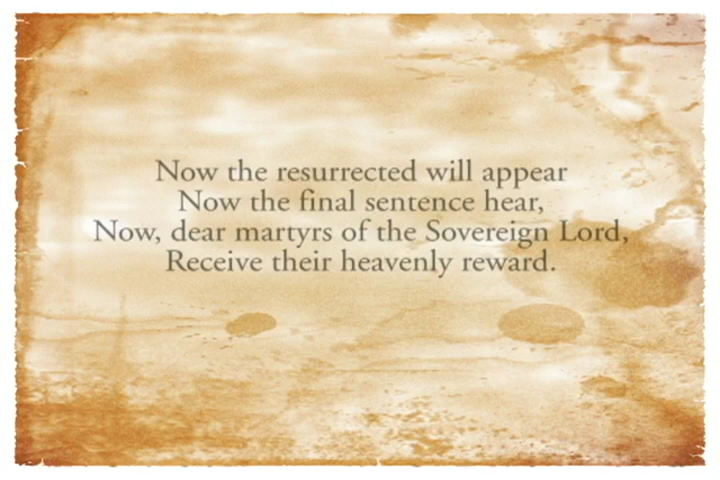 Now the resurrected will appear
Now the final sentence hear,
Now, dear martyrs of the Sovereign Lord,
Receive their heavenly reward.